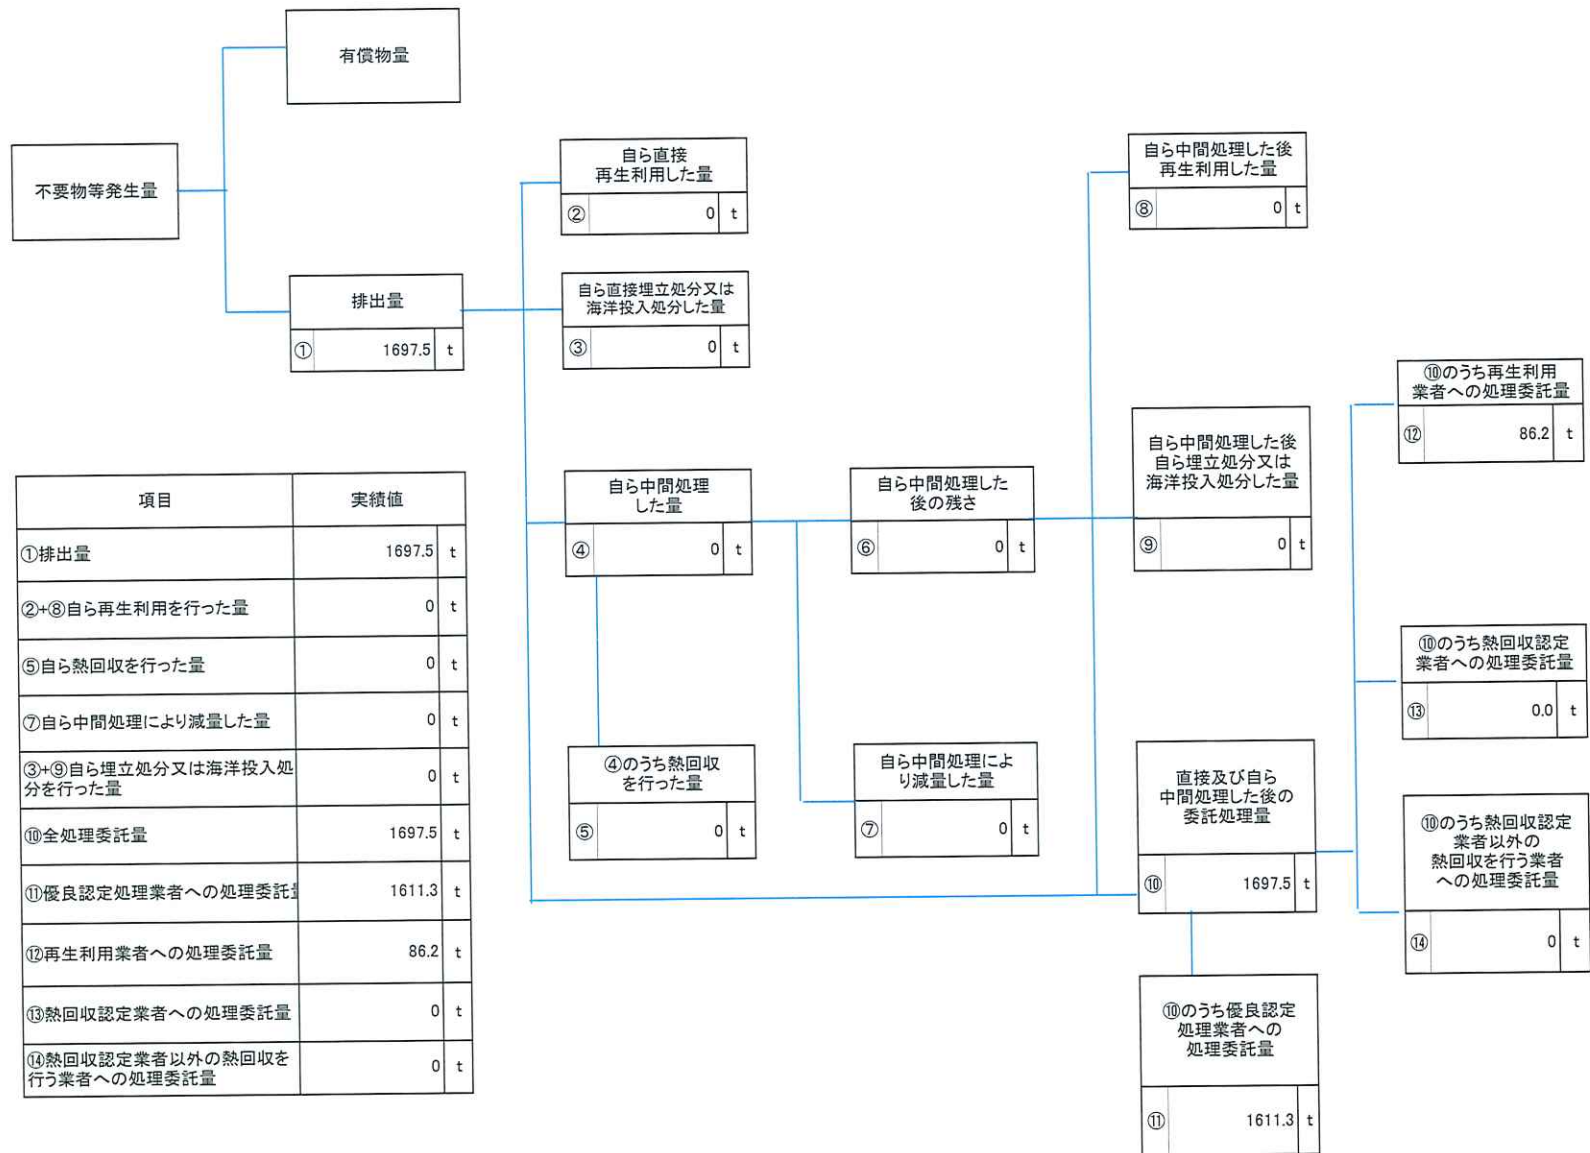 有償物量
不要物等発生量
排出量
① 1697.5 t
自ら直接
再生利用した量
② 0 t
自ら直接埋立処分又は
海洋投入処分した量
③ 0 t
自ら中間処理
した量
④ 0 t
④のうち熱回収
を行った量
⑤ 0 t
自ら中間処理した
後の残さ
⑥ 0 t
自ら中間処理によ
り減量した量
⑦ 0 t
自ら中間処理した後
再生利用した量
⑧ 0 t
自ら中間処理した後
自ら埋立処分又は
海洋投入処分した量
⑨ 0 t
直接及び自ら
中間処理した後の
委託処理量
⑩ 1697.5 t
⑩のうち優良認定
処理業者への
処理委託量
⑪ 1611.3 t
⑩のうち再生利用
業者への処理委託量
⑫ 86.2 t
⑩のうち熱回収認定
業者への処理委託量
⑬ 0.0 t
⑩のうち熱回収認定
業者以外の
熱回収を行う業者
への処理委託量
⑭ 0 t
項目 実績値
①排出量 1697.5 t
②+⑧自ら再生利用を行った量 0 t
⑤自ら熱回収を行った量 0 t
⑦自ら中間処理により減量した量 0 t
③+⑨自ら埋立処分又は海洋投入処
分を行った量 0 t
⑩全処理委託量 1697.5 t
⑪優良認定処理業者への処理委託 1611.3 t
⑫再生利用業者への処理委託量 86.2 t
⑬熱回収認定業者への処理委託量 0 t
⑭熱回収認定業者以外の熱回収を
行う業者への処理委託量 0 t